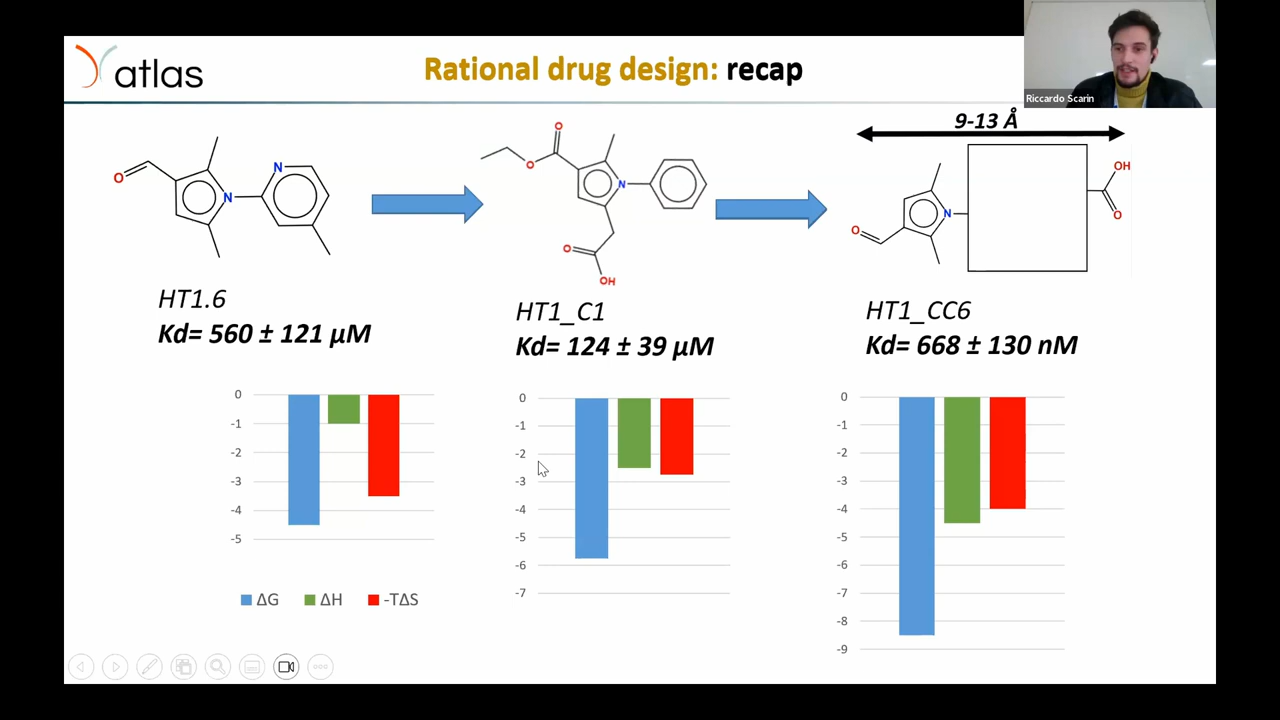 atlas
Rational drug design: recap
Riccardo Scarin
9-13 Å
O
N
N
O
O
O
OH
N
O
N
OH
O
HT1.6
Kd= 560 ± 121 µM
HT1_C1
Kd= 124 ± 39 µM
HT1_CC6
Kd= 668 ± 130 nM
0
-1
-2
-3
-4
-5
ΔG
ΔH
-TΔS
0
-1
-2
-3
-4
-5
-6
-7
0
-1
-2
-3
-4
-5
-6
-7
-8
-9